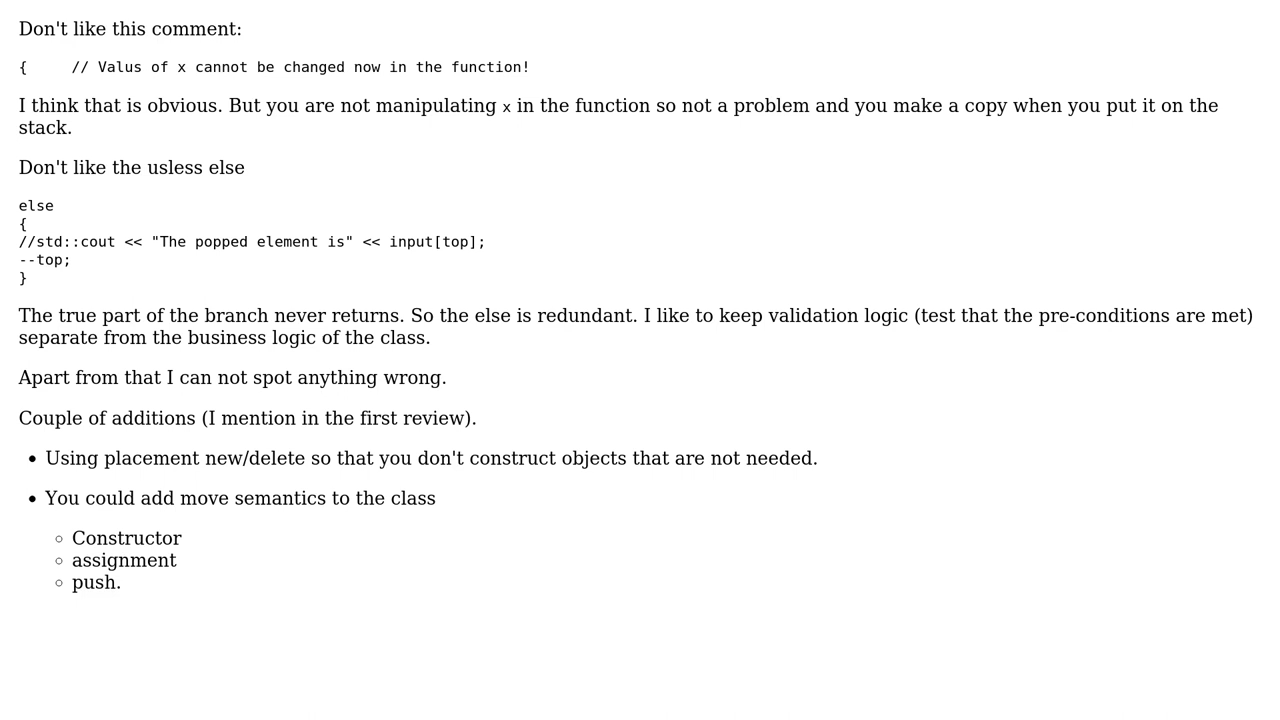 Don't like this comment:
{     // Valus of x cannot be changed now in the function!
I think that is obvious. But you are not manipulating x in the function so not a problem and you make a copy when you put it on the
stack.
Don't like the usless else
else
{
//std::cout << "The popped element is" << input[top];
--top;
}
The true part of the branch never returns. So the else is redundant. I like to keep validation logic (test that the pre-conditions are met)
separate from the business logic of the class.
Apart from that I can not spot anything wrong.
Couple of additions (I mention in the first review).
• Using placement new/delete so that you don't construct objects that are not needed.
• You could add move semantics to the class
◦ Constructor
◦ assignment
◦ push.